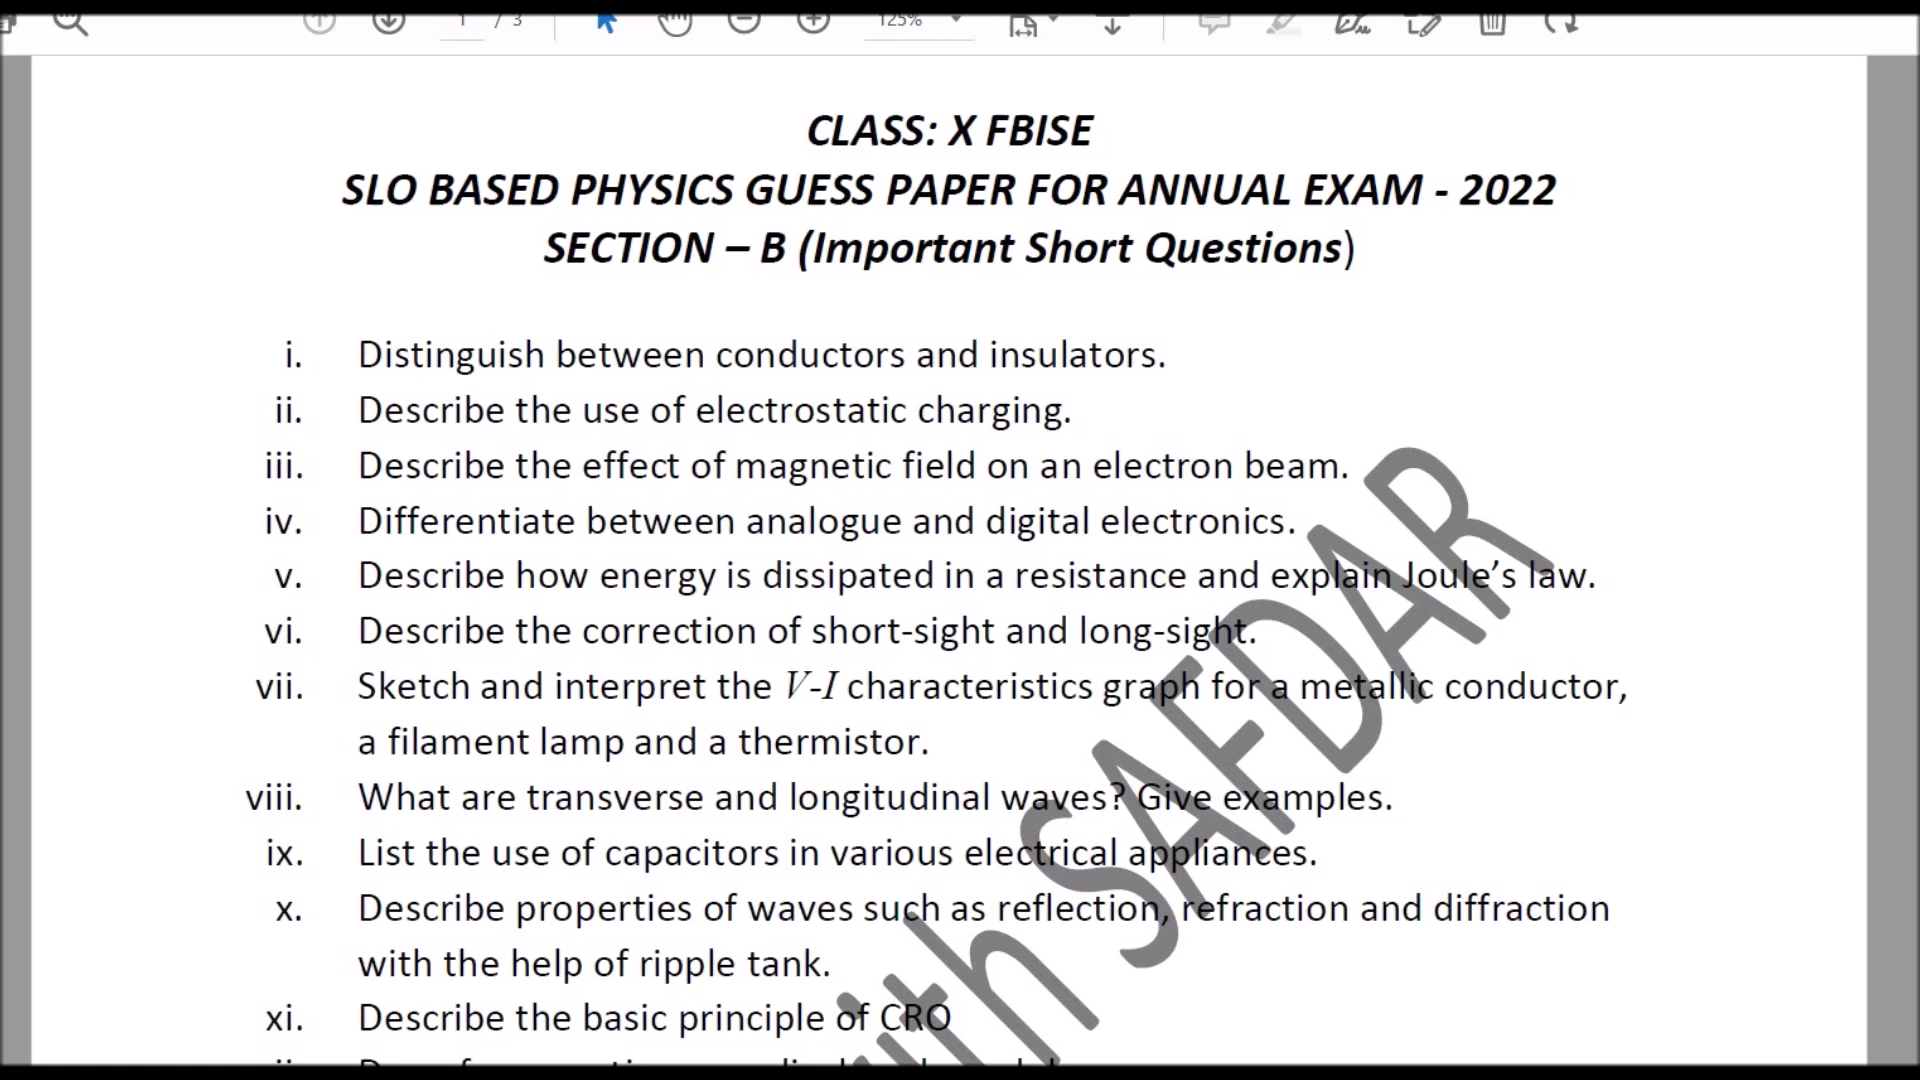 1 / 3
125%
CLASS: X FBISE
SLO BASED PHYSICS GUESS PAPER FOR ANNUAL EXAM - 2022
SECTION – B (Important Short Questions)
i. Distinguish between conductors and insulators.
ii. Describe the use of electrostatic charging.
iii. Describe the effect of magnetic field on an electron beam.
iv. Differentiate between analogue and digital electronics.
v. Describe how energy is dissipated in a resistance and explain Joule’s law.
vi. Describe the correction of short-sight and long-sight.
vii. Sketch and interpret the V-I characteristics graph for a metallic conductor,
a filament lamp and a thermistor.
viii. What are transverse and longitudinal waves? Give examples.
ix. List the use of capacitors in various electrical appliances.
x. Describe properties of waves such as reflection, refraction and diffraction
with the help of ripple tank.
xi. Describe the basic principle of CRO
with SAFDAR